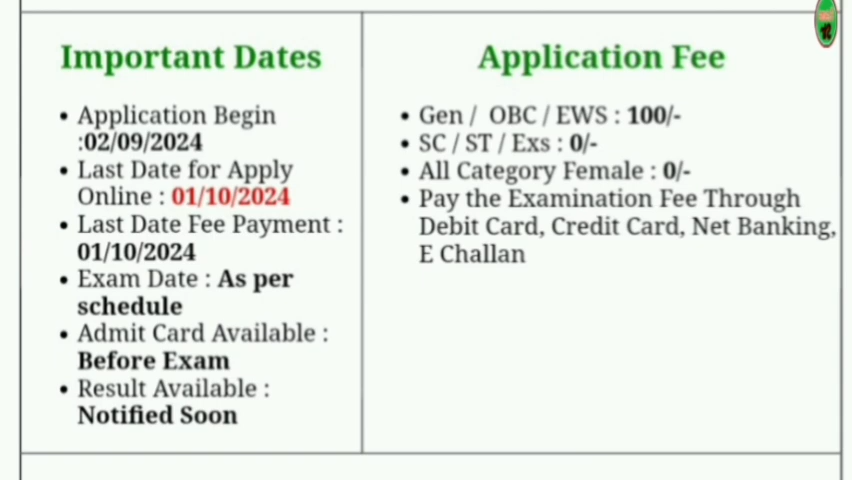 Important Dates
Application Begin
:02/09/2024
Last Date for Apply
Online : 01/10/2024
Last Date Fee Payment :
01/10/2024
Exam Date : As per
schedule
Admit Card Available :
Before Exam
Result Available :
Notified Soon
Application Fee
Gen / OBC / EWS : 100/-
SC / ST / Exs : 0/-
All Category Female : 0/-
Pay the Examination Fee Through
Debit Card, Credit Card, Net Banking,
E Challan